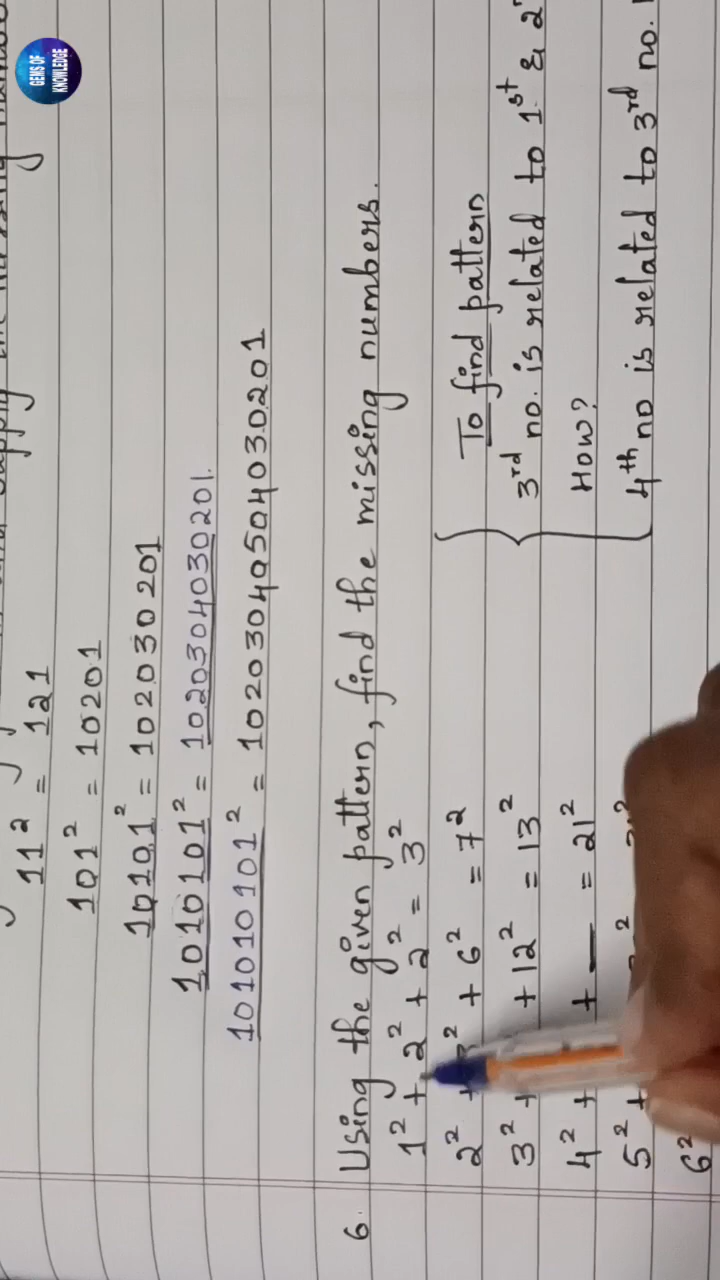 GEMS OF
KNOWLEDGE
11² = 121
101² = 10201
10101² = 102030201
1010101² = 1020304030201.
101010101² = 10203040504030201
6. Using the given pattern, find the missing numbers.
1² + 2² + 2² = 3²
2² + ² + 6² = 7² To find pattern
3² + + 12² = 13² 3rd no. is related to 1st & 2
4² + + _ = 21² How?
5² + 4th no is related to 3rd no.
6²